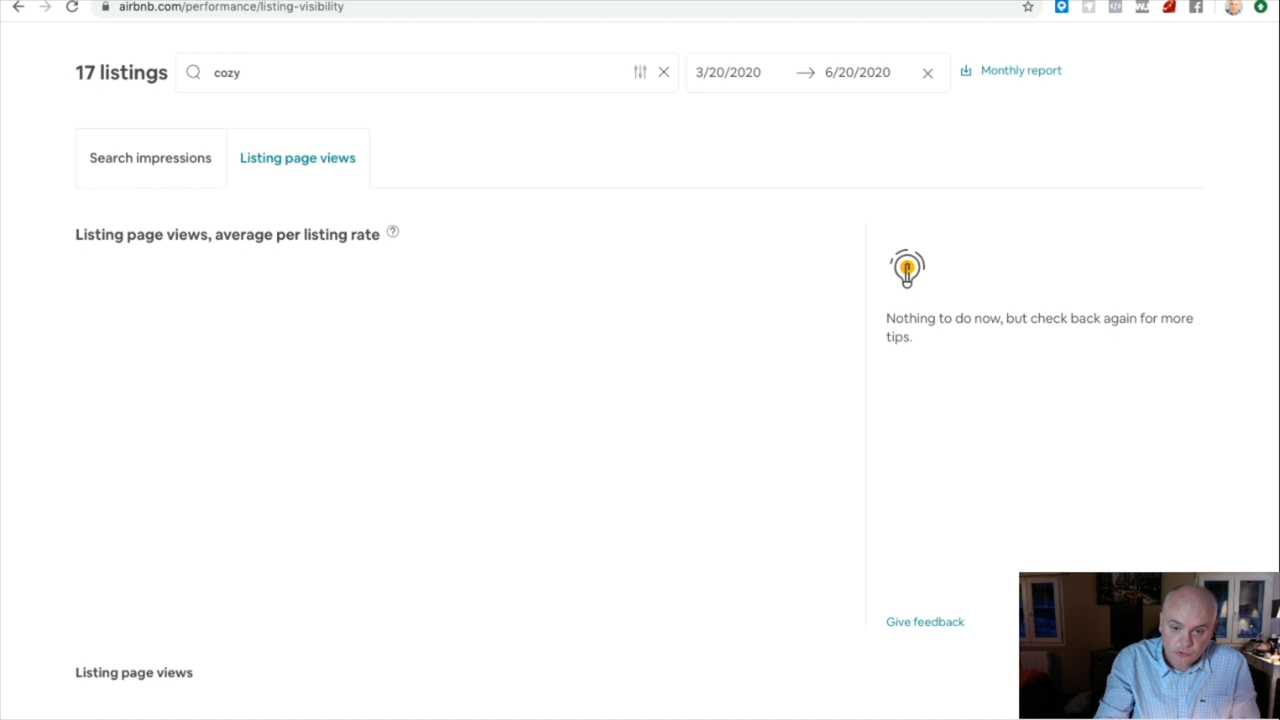 airbnb.com/performance/listing-visibility
17 listings
cozy
3/20/2020
6/20/2020
Monthly report
Search impressions
Listing page views
Listing page views, average per listing rate ?
Nothing to do now, but check back again for more
tips.
Give feedback
Listing page views